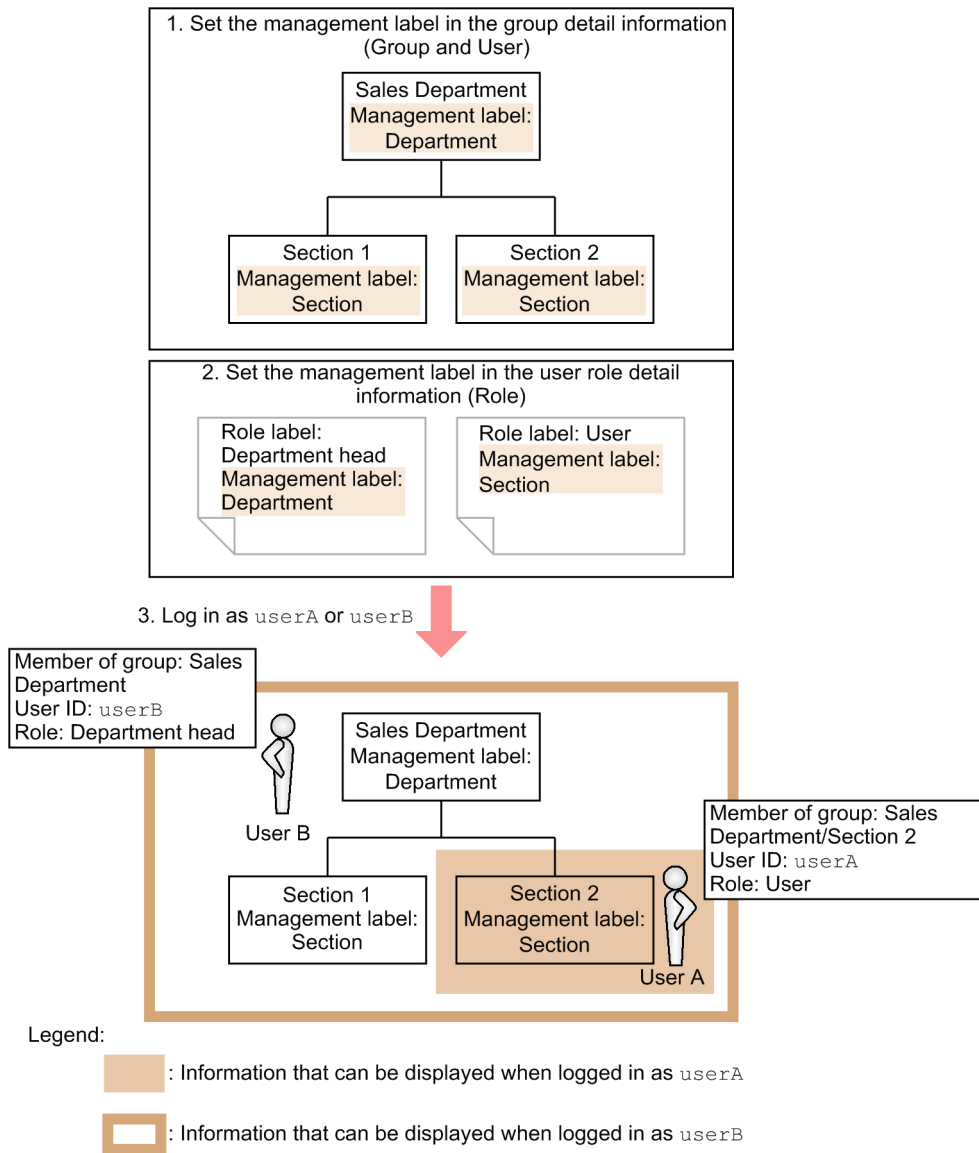 1. Set the management label in the group detail information
(Group and User)
Sales Department
Management label:
Department
Section 1
Management label:
Section
Section 2
Management label:
Section
2. Set the management label in the user role detail
information (Role)
Role label:
Department head
Management label:
Department
Role label: User
Management label:
Section
3. Log in as userA or userB
Member of group: Sales
Department
User ID: userB
Role: Department head
User B
Sales Department
Management label:
Department
Member of group: Sales
Department/Section 2
User ID: userA
Role: User
Section 1
Management label:
Section
Section 2
Management label:
Section
User A
Legend:
: Information that can be displayed when logged in as userA
: Information that can be displayed when logged in as userB